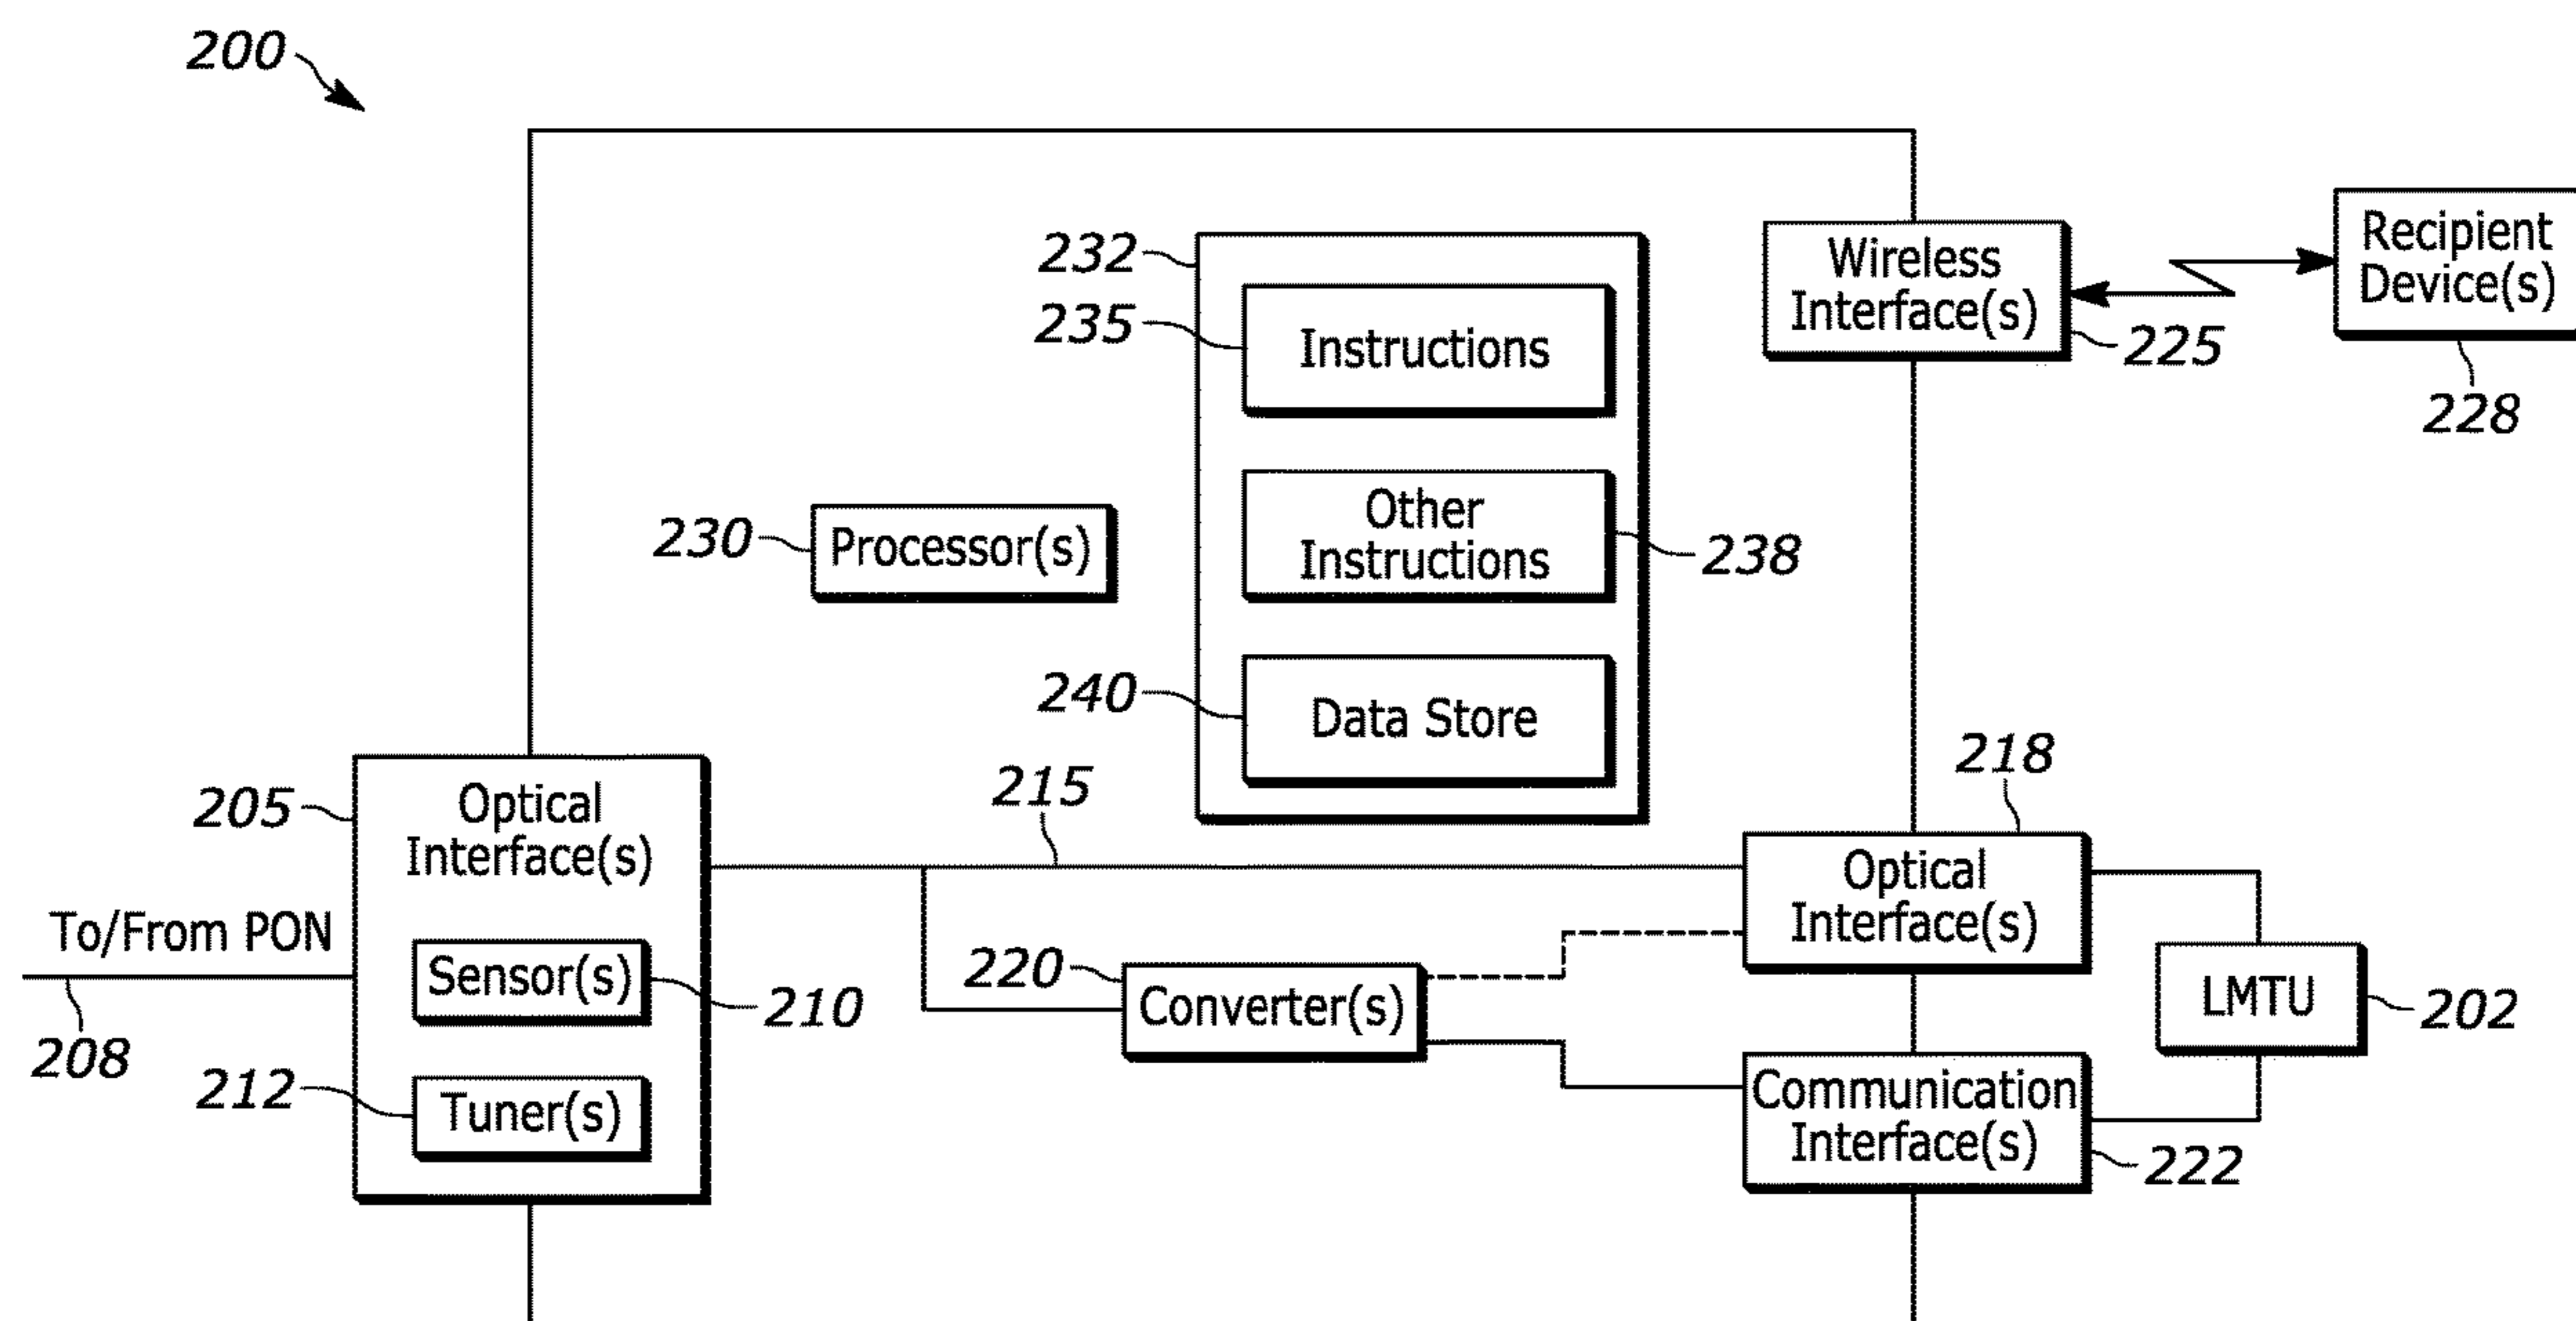 200
232
235
Instructions
Wireless
Interface(s)
225
Recipient
Device(s)
228
230
Processor(s)
Other
Instructions
238
240
Data Store
205
Optical
Interface(s)
215
218
Optical
Interface(s)
To/From PON
208
Sensor(s)
210
212
Tuner(s)
220
Converter(s)
LMTU
202
Communication
Interface(s)
222